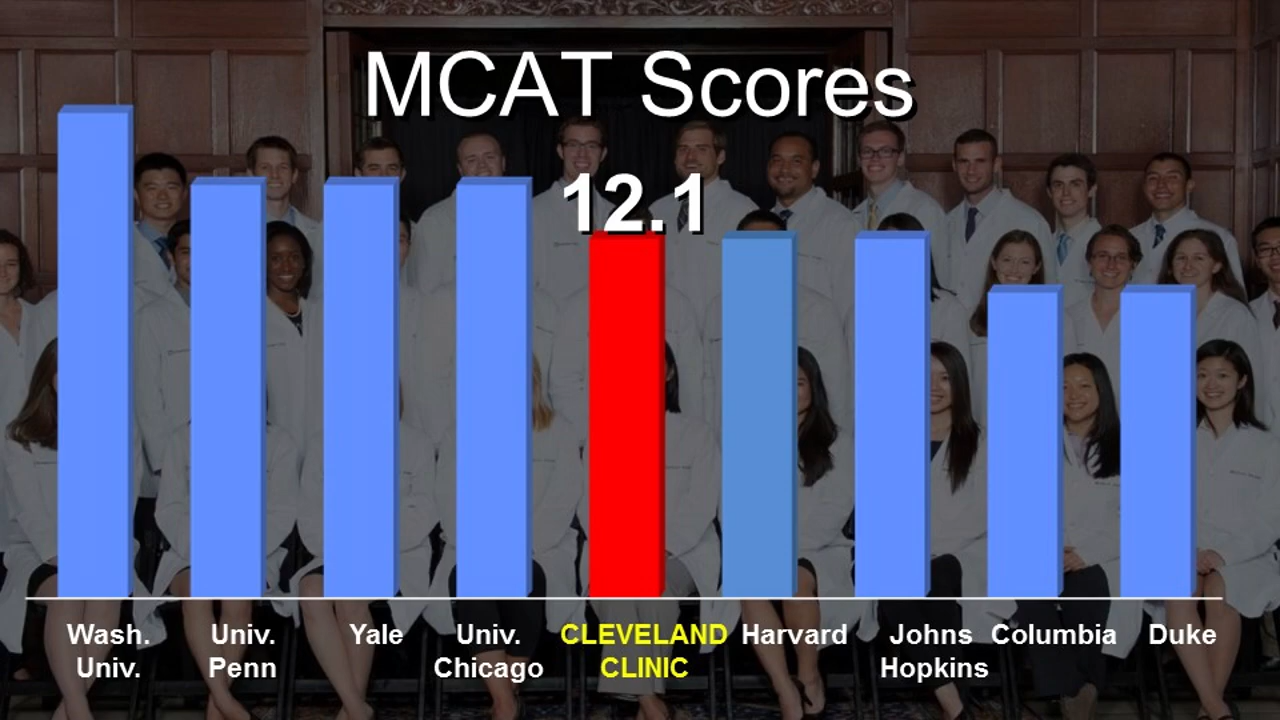 MCAT Scores
12.1
Wash.
Univ.
Univ.
Penn
Yale
Univ.
Chicago
CLEVELAND
CLINIC
Harvard
Johns
Hopkins
Columbia
Duke